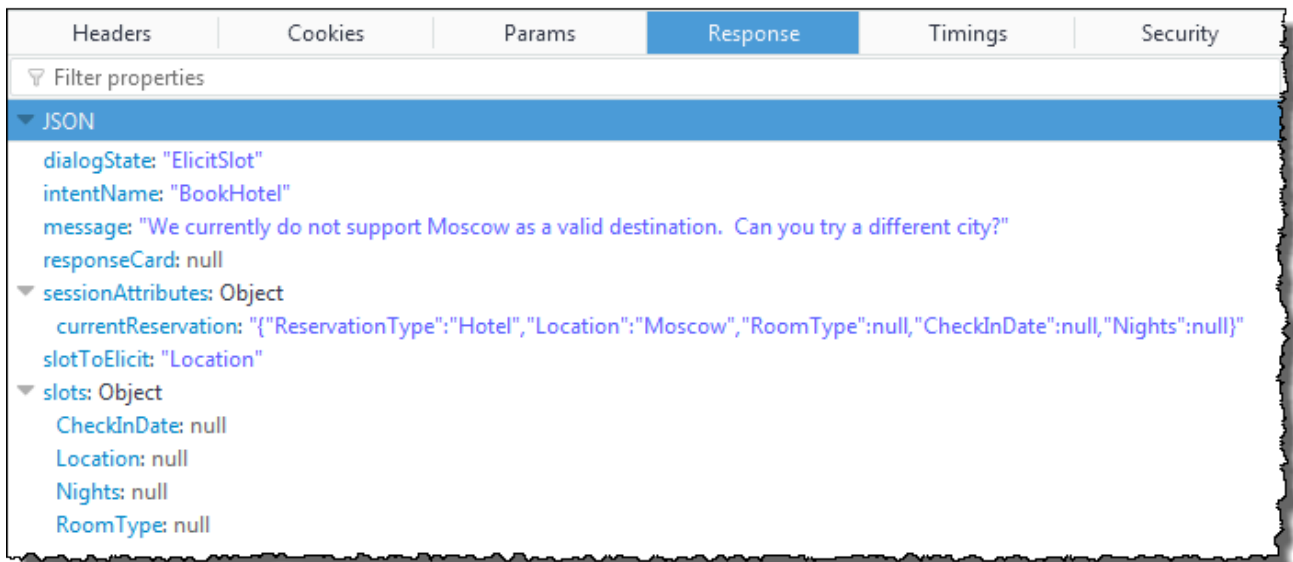 Headers Cookies Params Response Timings Security
Filter properties
JSON
dialogState: "ElicitSlot"
intentName: "BookHotel"
message: "We currently do not support Moscow as a valid destination.  Can you try a different city?"
responseCard: null
sessionAttributes: Object
currentReservation: "{"ReservationType":"Hotel","Location":"Moscow","RoomType":null,"CheckInDate":null,"Nights":null}"
slotToElicit: "Location"
slots: Object
CheckInDate: null
Location: null
Nights: null
RoomType: null